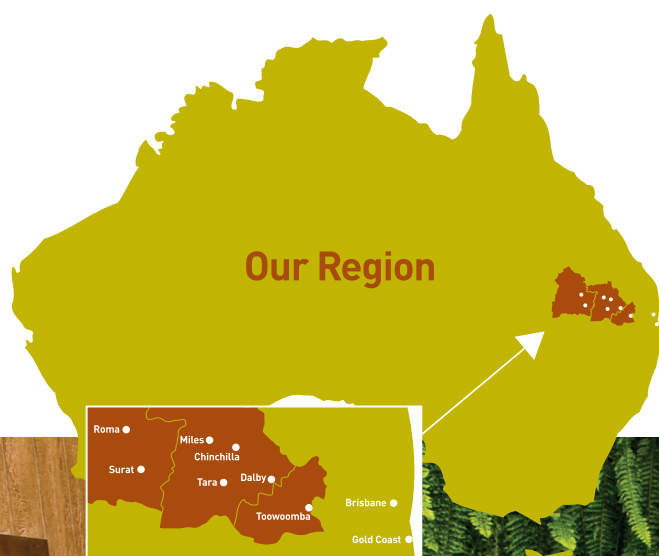 Our Region
Roma
Miles
Chinchilla
Surat
Tara
Dalby
Toowoomba
Brisbane
Gold Coast